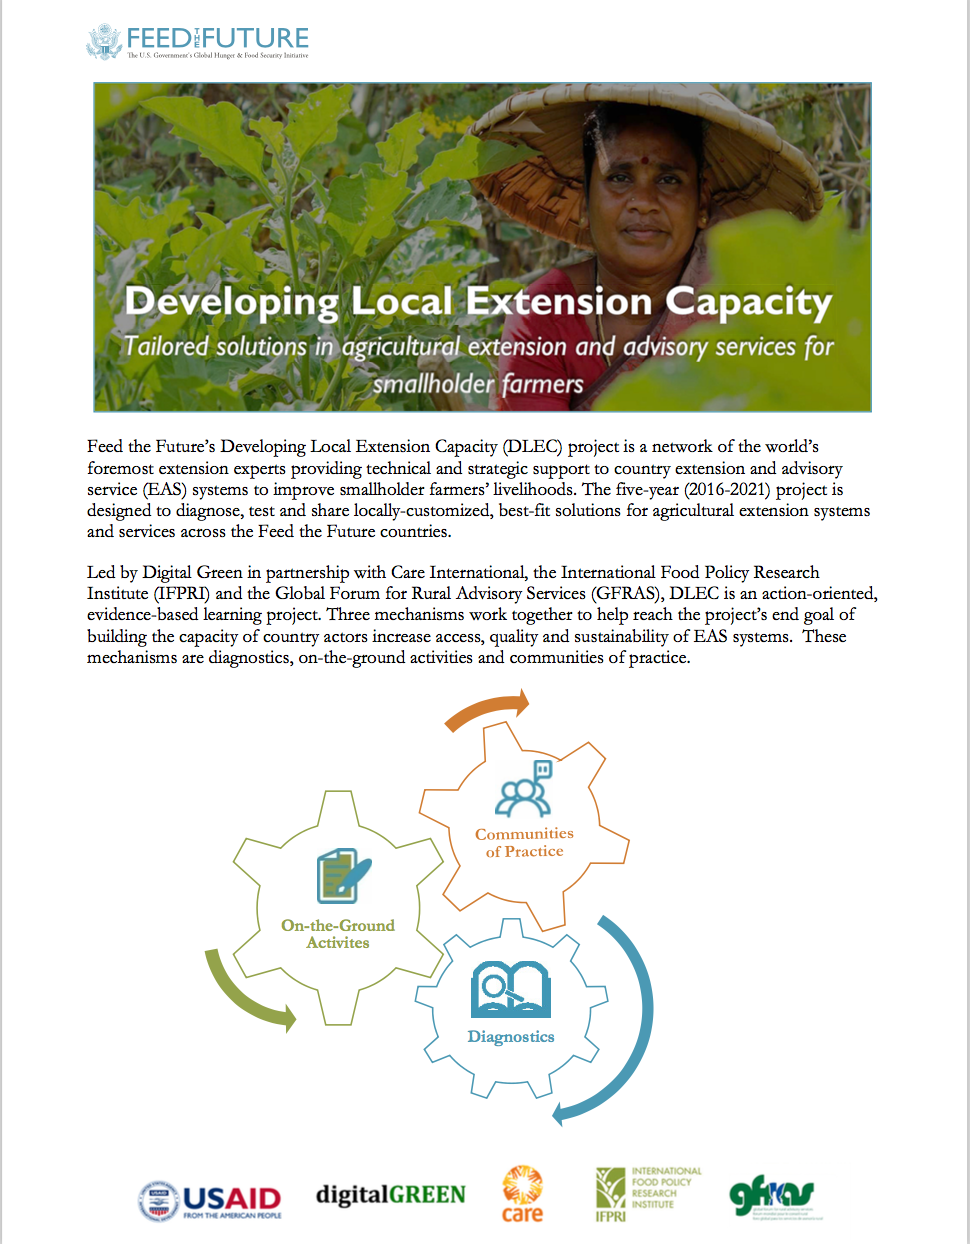 FEED THE FUTURE
The U.S. Government's Global Hunger & Food Security Initiative
Developing Local Extension Capacity
Tailored solutions in agricultural extension and advisory services for
smallholder farmers
Feed the Future's Developing Local Extension Capacity (DLEC) project is a network of the world's
foremost extension experts providing technical and strategic support to country extension and advisory
service (EAS) systems to improve smallholder farmers' livelihoods. The five-year (2016-2021) project is
designed to diagnose, test and share locally-customized, best-fit solutions for agricultural extension systems
and services across the Feed the Future countries.
Led by Digital Green in partnership with Care International, the International Food Policy Research
Institute (IFPRI) and the Global Forum for Rural Advisory Services (GFRAS), DLEC is an action-oriented,
evidence-based learning project. Three mechanisms work together to help reach the project's end goal of
building the capacity of country actors increase access, quality and sustainability of EAS systems. These
mechanisms are diagnostics, on-the-ground activities and communities of practice.
Communities
of Practice
On-the-Ground
Activites
Diagnostics
USAID
USAID
FROM THE AMERICAN PEOPLE
digitalGREEN
care
IFPRI
INTERNATIONAL
FOOD POLICY
RESEARCH
INSTITUTE
gfras